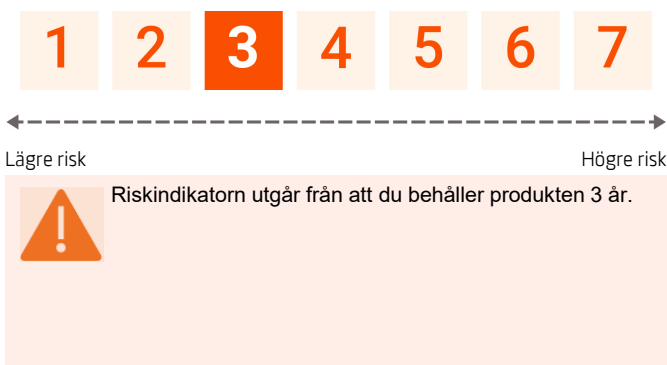 1 2 3 4 5 6 7
Lägre risk Högre risk
Riskindikatorn utgår från att du behåller produkten 3 år.